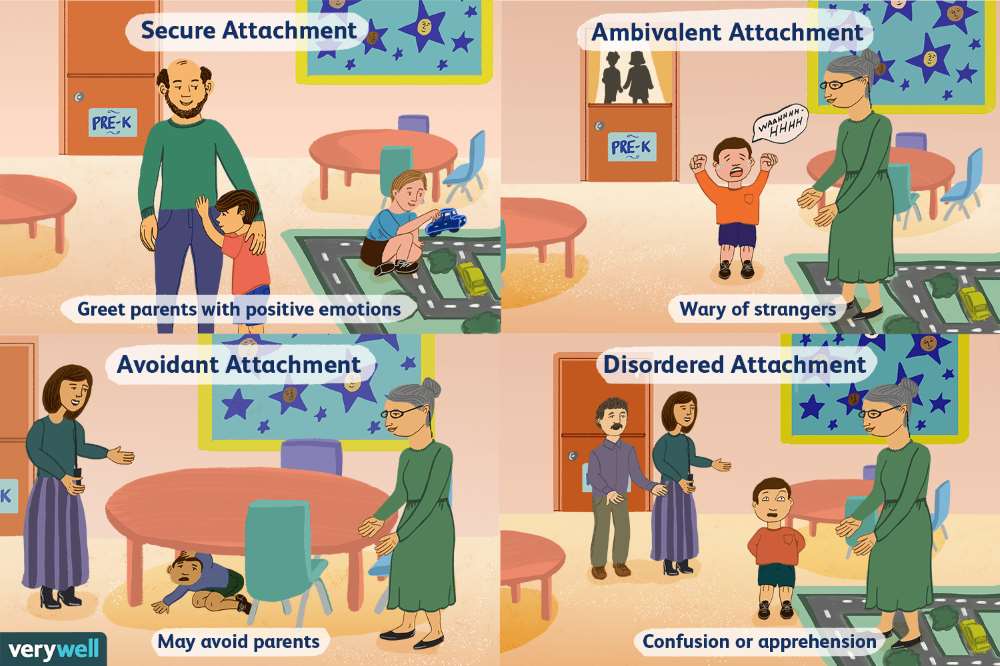 Secure Attachment
PRE-K
Greet parents with positive emotions
Ambivalent Attachment
PRE-K
WAAHHHH-
HHHH
Wary of strangers
Avoidant Attachment
K
May avoid parents
verywell
Disordered Attachment
Confusion or apprehension